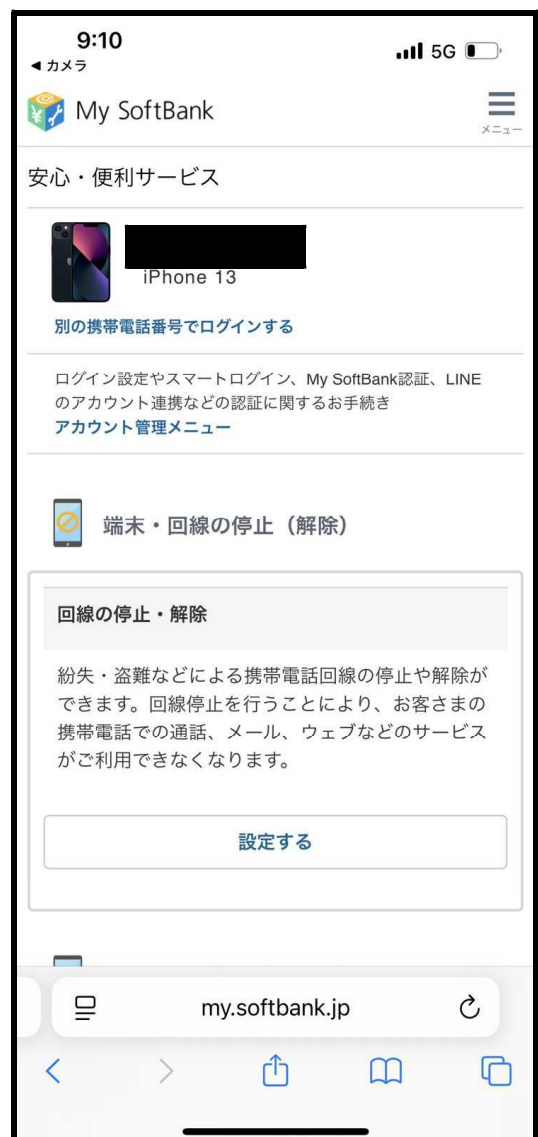 9:10
◀ カメラ
5G
My SoftBank
メニュー
安心・便利サービス
iPhone 13
別の携帯電話番号でログインする
ログイン設定やスマートログイン、My SoftBank認証、LINE
のアカウント連携などの認証に関するお手続き
アカウント管理メニュー
端末・回線の停止（解除）
回線の停止・解除
紛失・盗難などによる携帯電話回線の停止や解除が
できます。回線停止を行うことにより、お客さまの
携帯電話での通話、メール、ウェブなどのサービス
がご利用できなくなります。
設定する
my.softbank.jp